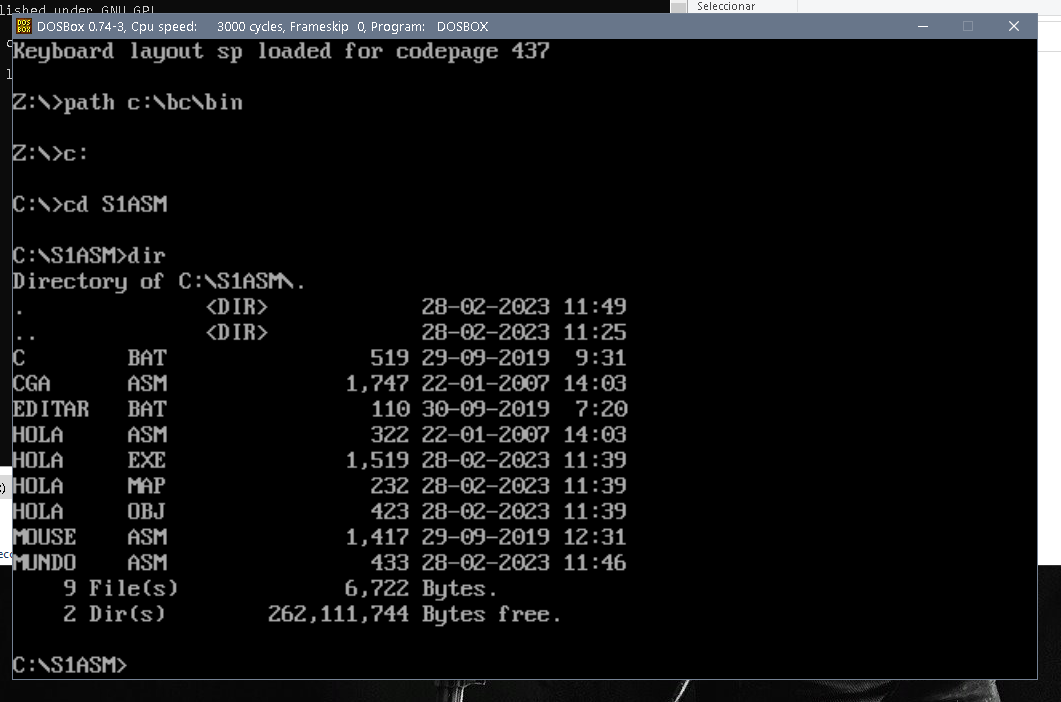 lished under GNU GPL
Seleccionar
DOSBox 0.74-3, Cpu speed:    3000 cycles, Frameskip  0, Program:   DOSBOX
Keyboard layout sp loaded for codepage 437
Z:\>path c:\bc\bin
Z:\>c:
C:\>cd S1ASM
C:\S1ASM>dir
Directory of C:\S1ASM\.
.              <DIR>            28-02-2023 11:49
..             <DIR>            28-02-2023 11:25
C        BAT                519 29-09-2019  9:31
CGA      ASM              1,747 22-01-2007 14:03
EDITAR   BAT                110 30-09-2019  7:20
HOLA     ASM                322 22-01-2007 14:03
HOLA     EXE              1,519 28-02-2023 11:39
HOLA     MAP                232 28-02-2023 11:39
HOLA     OBJ                423 28-02-2023 11:39
MOUSE    ASM              1,417 29-09-2019 12:31
MUNDO    ASM                433 28-02-2023 11:46
    9 File(s)             6,722 Bytes.
    2 Dir(s)        262,111,744 Bytes free.
C:\S1ASM>